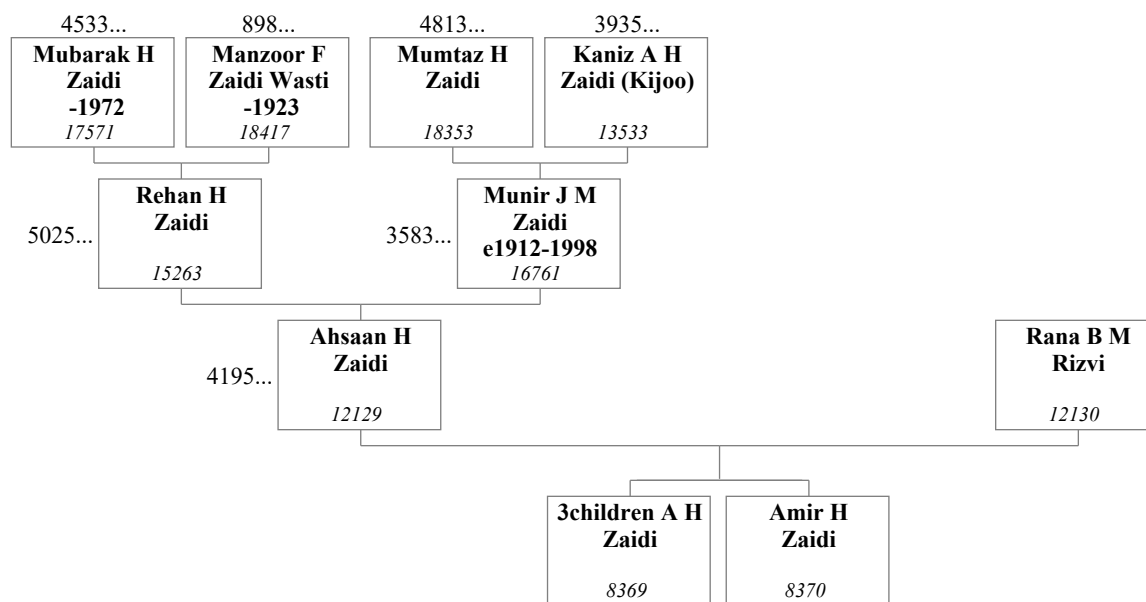 4533...
898...
4813...
3935...
Mubarak H
Zaidi
-1972
17571
Manzoor F
Zaidi Wasti
-1923
18417
Mumtaz H
Zaidi
18353
Kaniz A H
Zaidi (Kijoo)
13533
5025...
Rehan H
Zaidi
15263
3583...
Munir J M
Zaidi
e1912-1998
16761
4195...
Ahsaan H
Zaidi
12129
Rana B M
Rizvi
12130
3children A H
Zaidi
8369
Amir H
Zaidi
8370